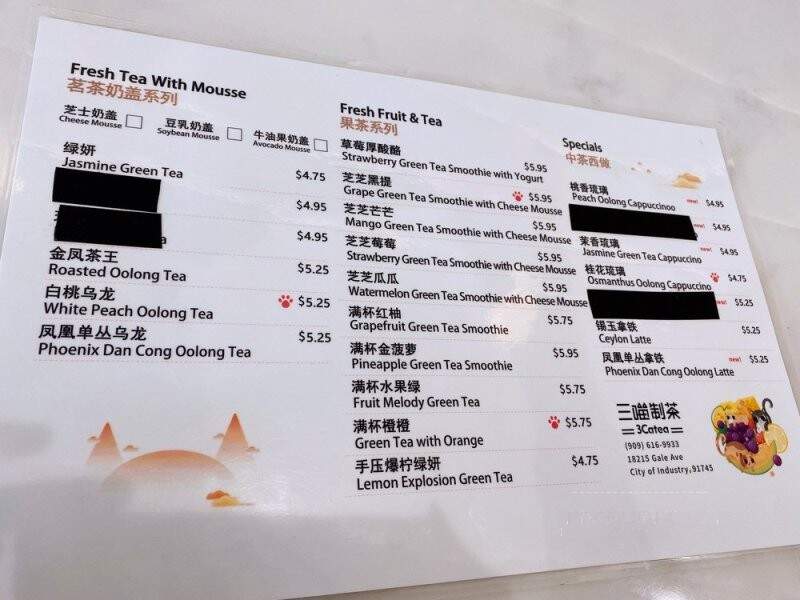 Fresh Tea With Mousse
茗茶奶盖系列
芝士奶盖
Cheese Mousse
豆乳奶盖
Soybean Mousse
牛油果奶盖
Avocado Mousse
绿妍
Jasmine Green Tea $4.75
$4.95
$4.95
金凤茶王
Roasted Oolong Tea $5.25
白桃乌龙
White Peach Oolong Tea $5.25
凤凰单丛乌龙
Phoenix Dan Cong Oolong Tea $5.25
Fresh Fruit & Tea
果茶系列
草莓厚酸酪
Strawberry Green Tea Smoothie with Yogurt $5.95
芝芝黑提
Grape Green Tea Smoothie with Cheese Mousse $5.95
芝芝芒芒
Mango Green Tea Smoothie with Cheese Mousse $5.95
芝芝莓莓
Strawberry Green Tea Smoothie with Cheese Mousse $5.95
芝芝瓜瓜
Watermelon Green Tea Smoothie with Cheese Mousse $5.95
满杯红柚
Grapefruit Green Tea Smoothie $5.75
满杯金菠萝
Pineapple Green Tea Smoothie $5.95
满杯水果绿
Fruit Melody Green Tea $5.75
满杯橙橙
Green Tea with Orange $5.75
手压爆柠绿妍
Lemon Explosion Green Tea $4.75
Specials
中茶西做
桃香琉璃
Peach Oolong Cappucinoo new! $4.95
new! $4.95
茉香琉璃
Jasmine Green Tea Cappuccino new! $4.95
桂花琉璃
Osmanthus Oolong Cappuccino $4.75
new! $5.25
锡玉拿铁
Ceylon Latte $5.25
凤凰单丛拿铁
Phoenix Dan Cong Oolong Latte new! $5.25
三喵制茶
3Catea
(909) 616-9933
18215 Gale Ave
City of Industry, 91745